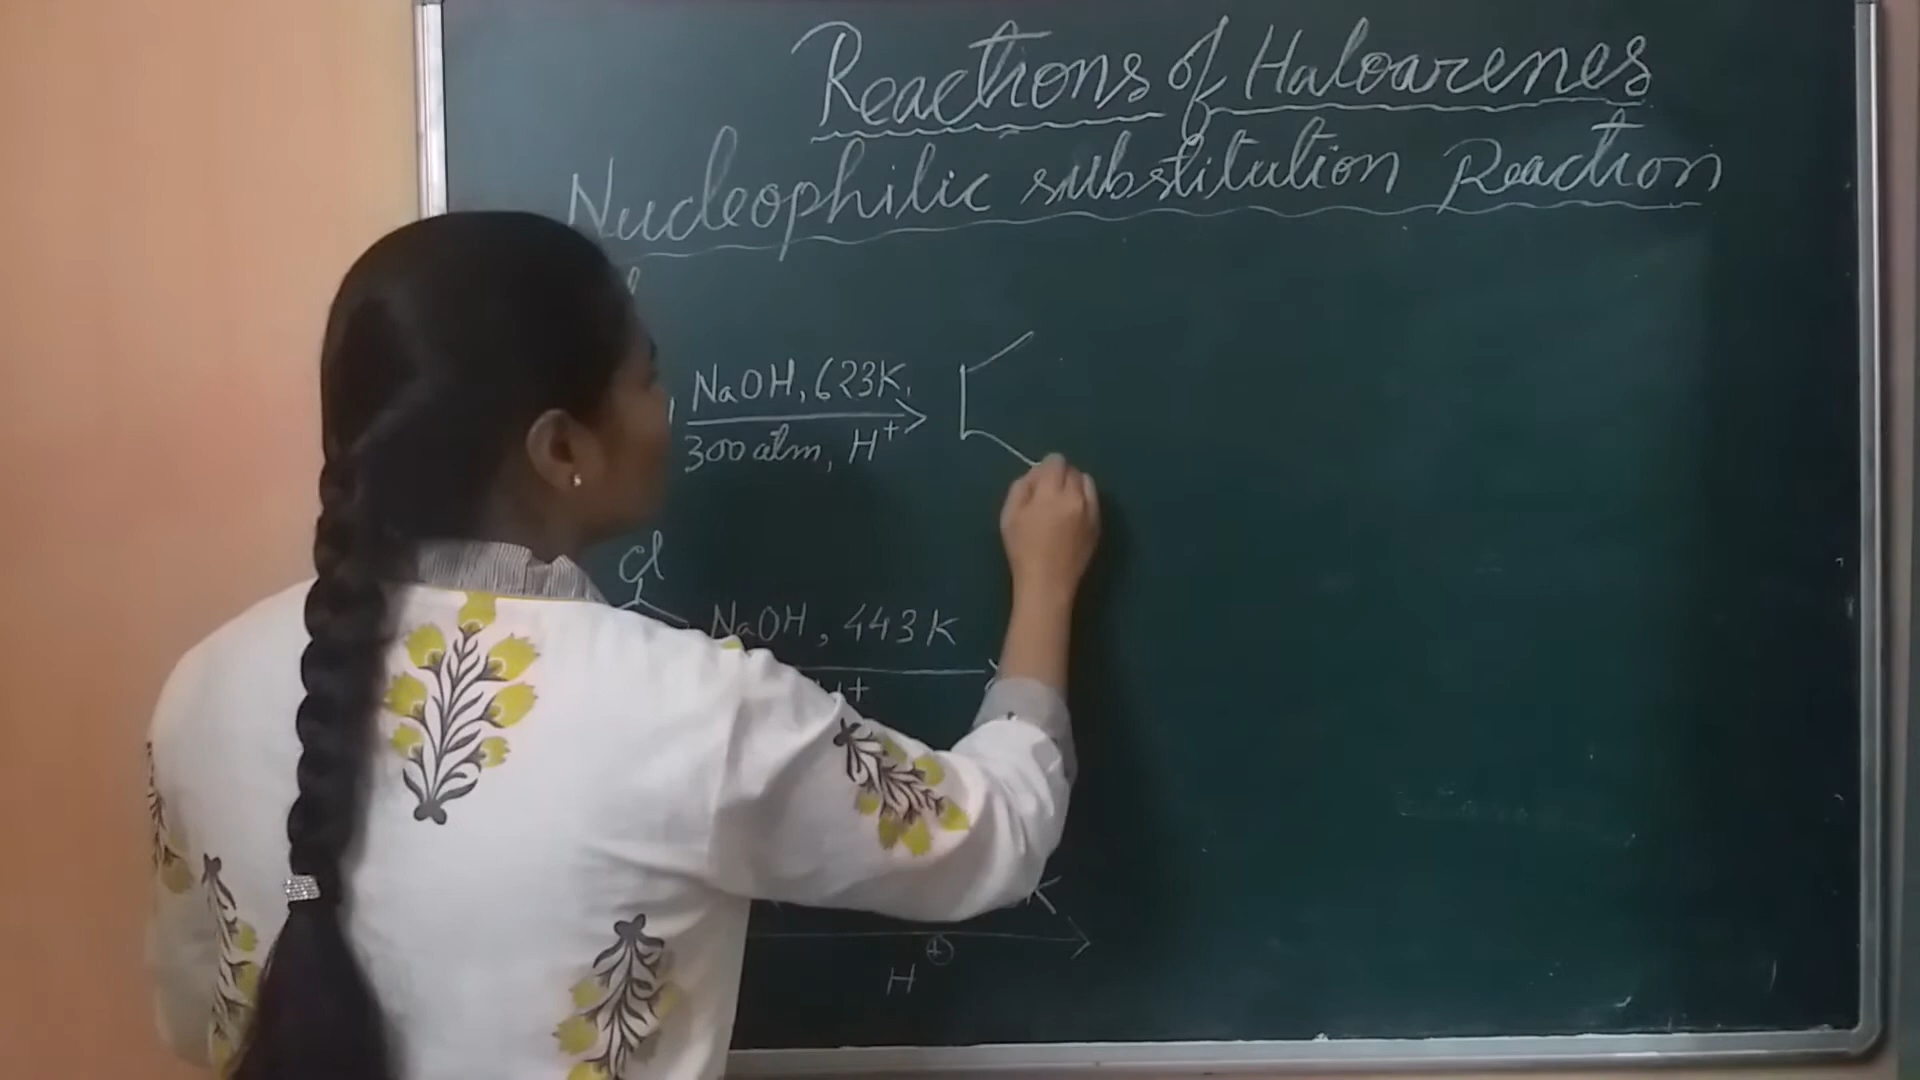 Reactions of Haloarenes
Nucleophilic substitution Reaction
NaOH, 623K,
300 atm, H+
Cl
NaOH, 443K
H+
K
H ⊕